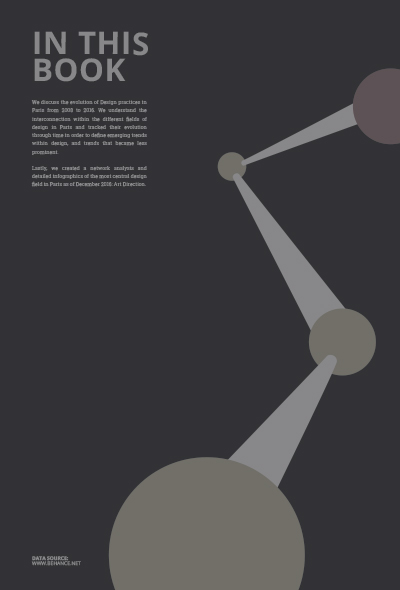 IN THIS
BOOK
We discuss the evolution of Design practices in
Paris from 2008 to 2016. We understand the
interconnection within the different fields of
design in Paris and tracked their evolution
through time in order to define emerging trends
within design, and trends that became less
prominent.
Lastly, we created a network analysis and
detailed infographics of the most central design
field in Paris as of December 2016: Art Direction.
DATA SOURCE:
WWW.BEHANCE.NET